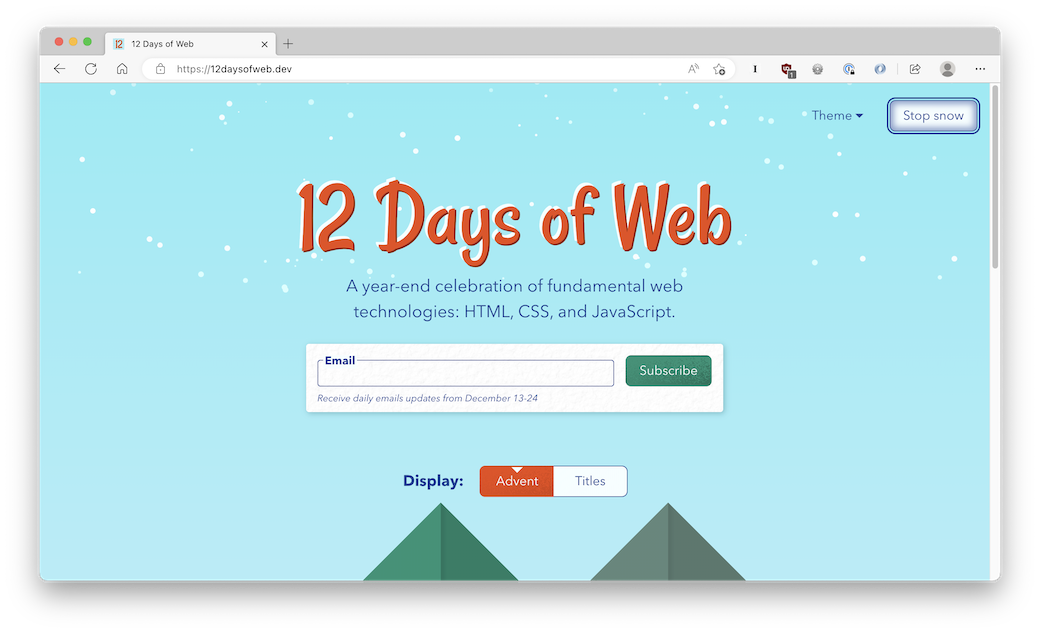 12 Days of Web
https://12daysofweb.dev
1
Theme
Stop snow
12 Days of Web
A year-end celebration of fundamental web
technologies: HTML, CSS, and JavaScript.
Email
Subscribe
Receive daily emails updates from December 13-24
Display:
Advent
Titles